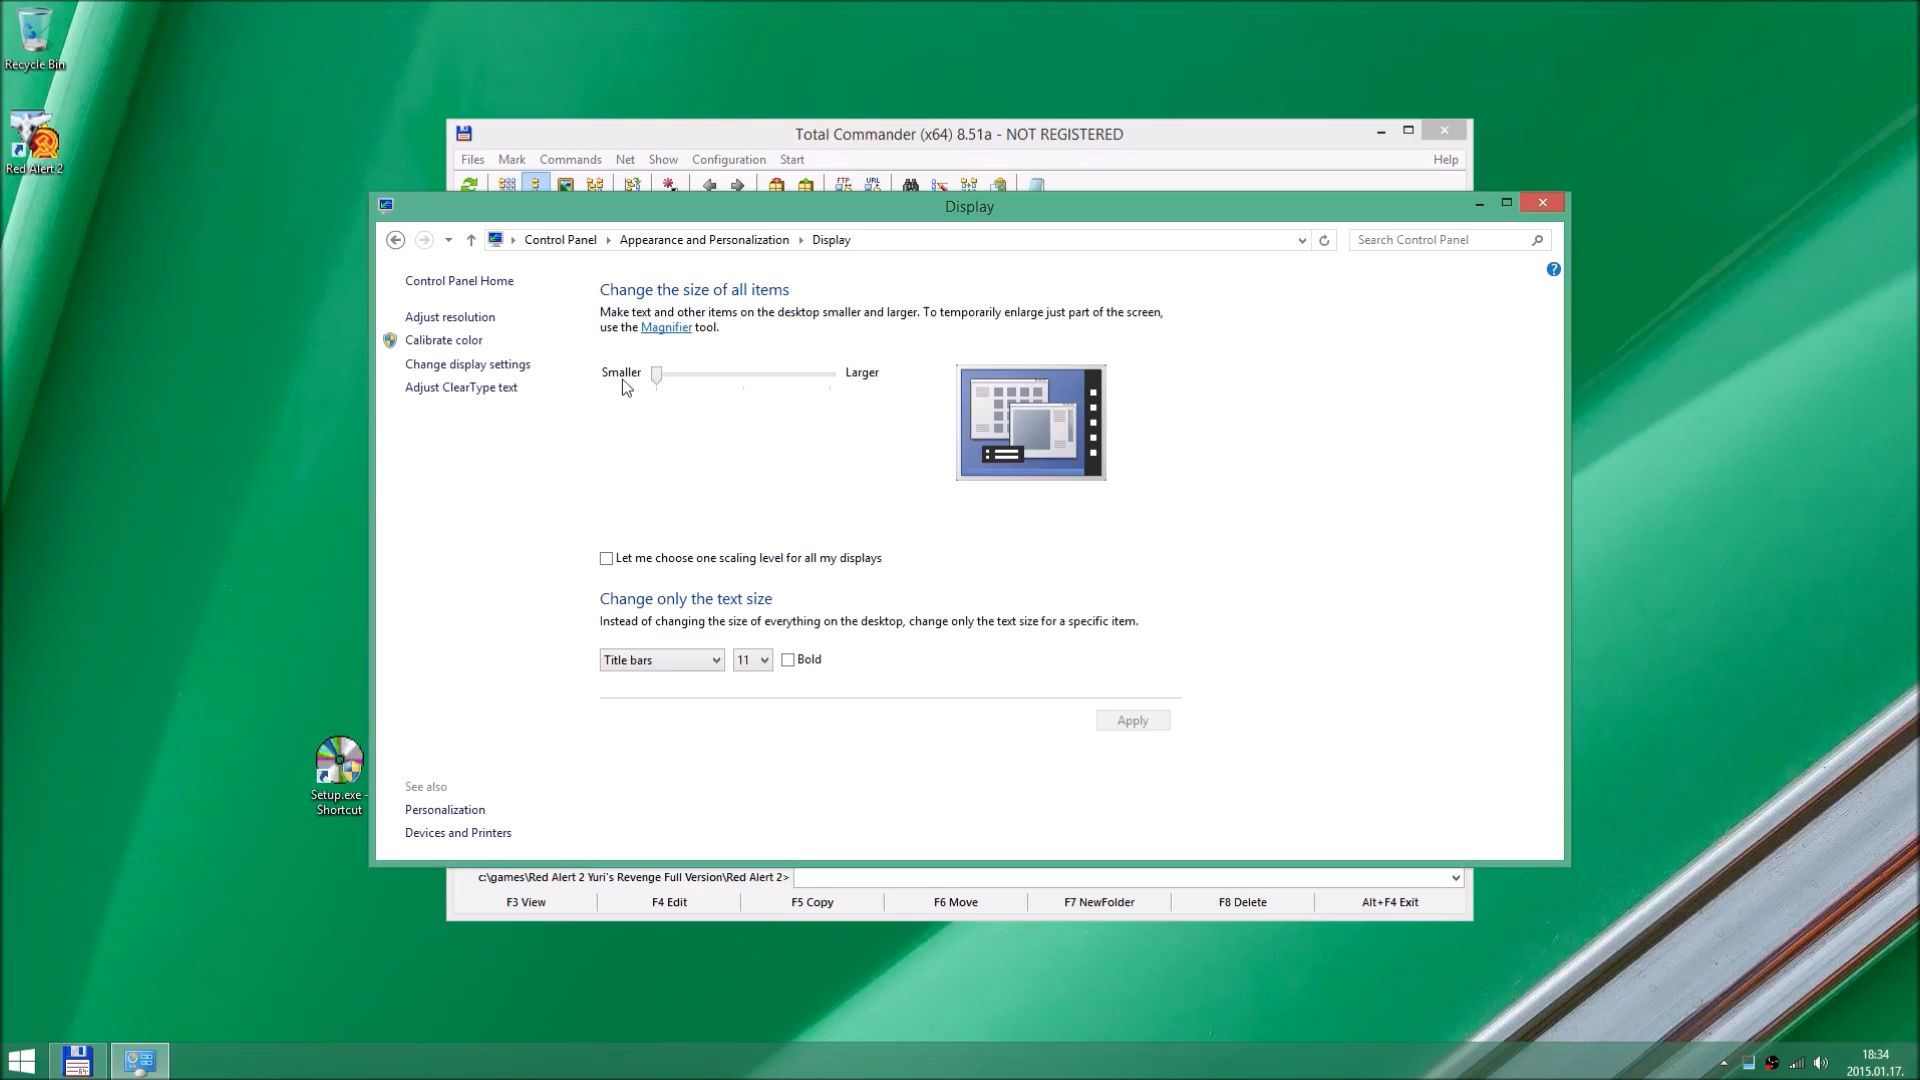 Recycle Bin
Red Alert 2
Total Commander (x64) 8.51a - NOT REGISTERED
Files Mark Commands Net Show Configuration Start Help
FTP URL
Display
Control Panel Appearance and Personalization Display
Search Control Panel
Control Panel Home
Adjust resolution
Calibrate color
Change display settings
Adjust ClearType text
Change the size of all items
Make text and other items on the desktop smaller and larger. To temporarily enlarge just part of the screen,
use the Magnifier tool.
Smaller Larger
Let me choose one scaling level for all my displays
Change only the text size
Instead of changing the size of everything on the desktop, change only the text size for a specific item.
Title bars 11 Bold
Apply
Setup.exe -
Shortcut
See also
Personalization
Devices and Printers
c:\games\Red Alert 2 Yuri's Revenge Full Version\Red Alert 2>
F3 View F4 Edit F5 Copy F6 Move F7 NewFolder F8 Delete Alt+F4 Exit
64
18:34
2015.01.17.